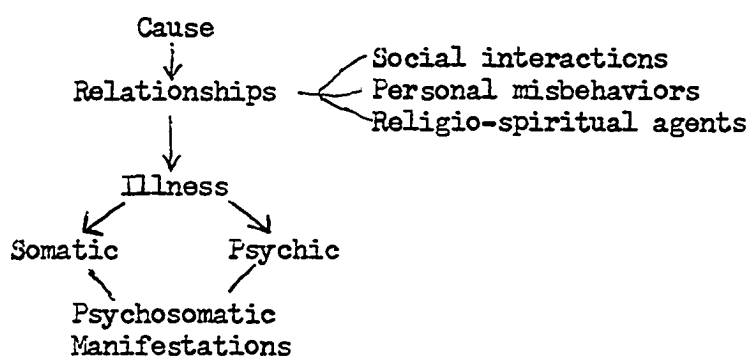 Cause
Relationships
Social interactions
Personal misbehaviors
Religio-spiritual agents
Illness
Somatic
Psychic
Psychosomatic
Manifestations